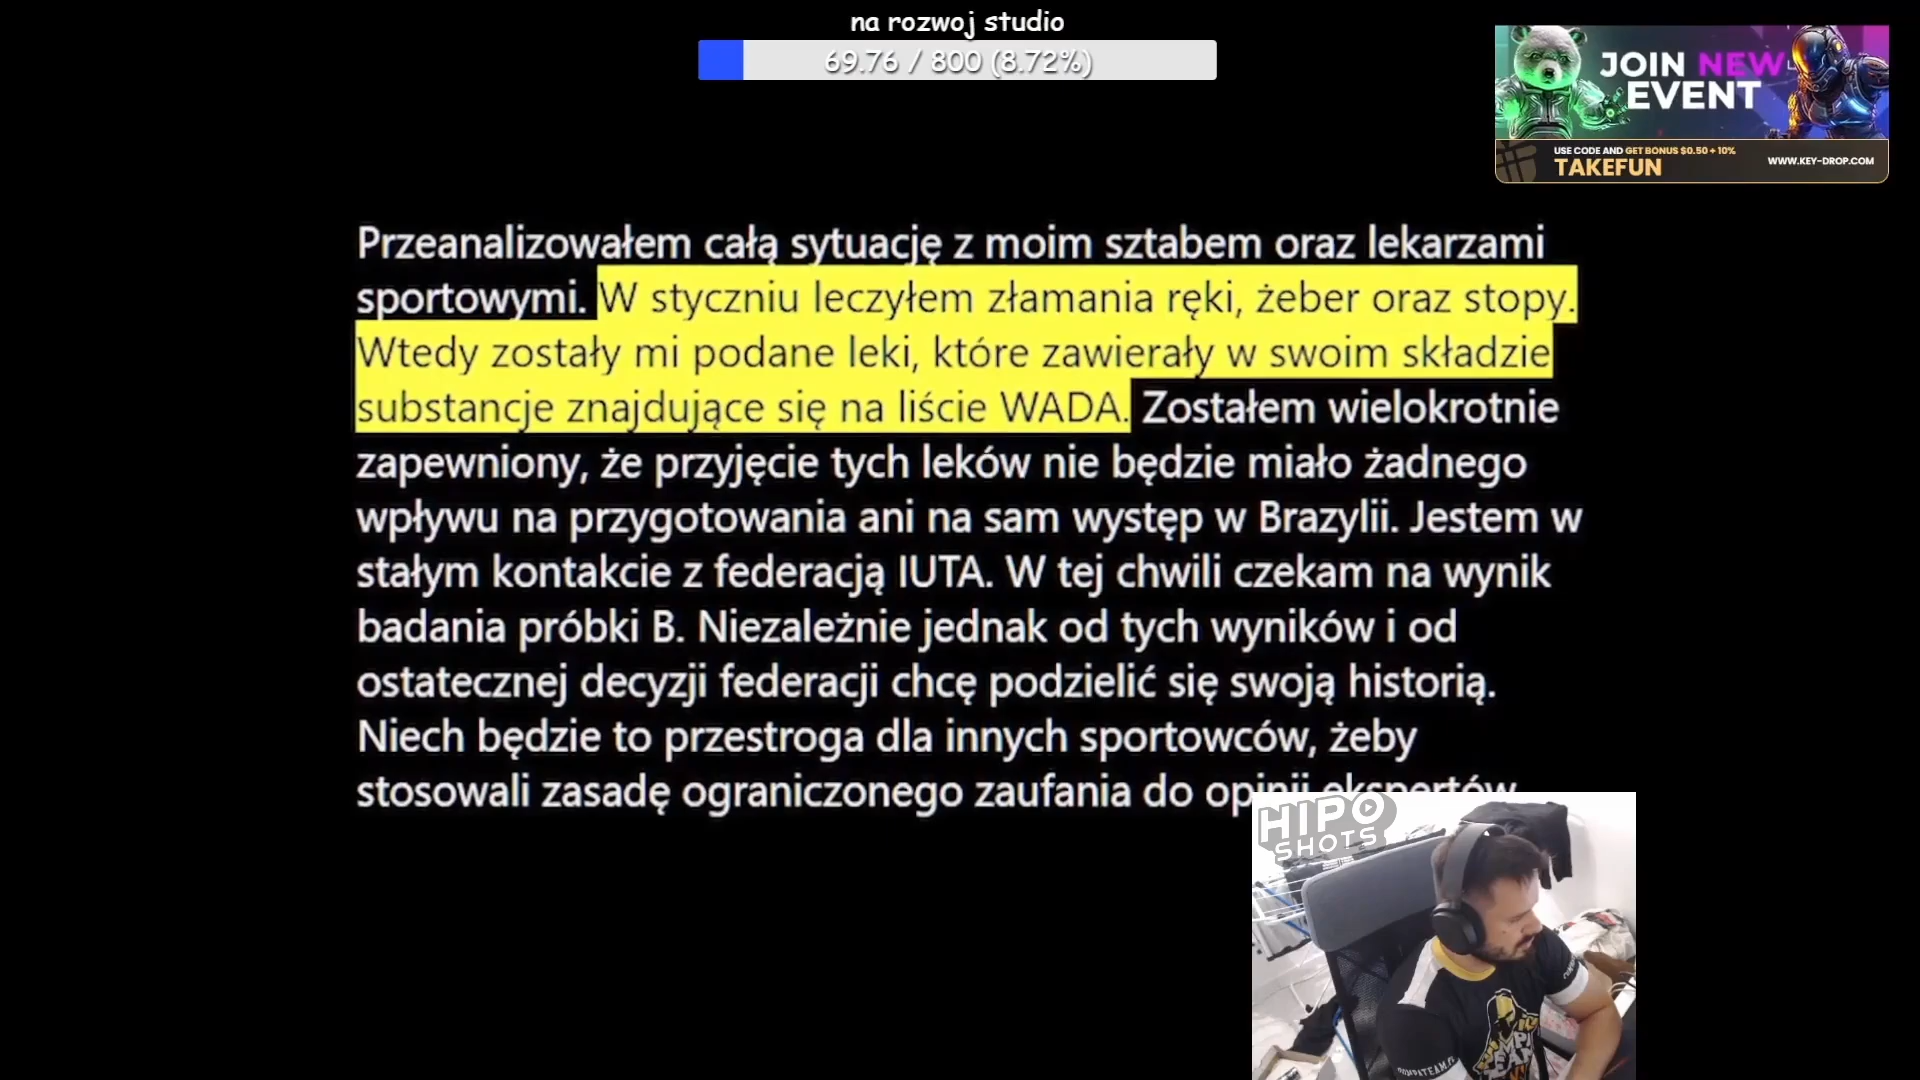 na rozwoj studio
69.76 / 800 (8.72%)
JOIN NEW
EVENT
USE CODE AND GET BONUS $0.50 + 10%
TAKEFUN
WWW.KEY-DROP.COM
Przeanalizowałem całą sytuację z moim sztabem oraz lekarzami
sportowymi. W styczniu leczyłem złamania ręki, żeber oraz stopy.
Wtedy zostały mi podane leki, które zawierały w swoim składzie
substancje znajdujące się na liście WADA. Zostałem wielokrotnie
zapewniony, że przyjęcie tych leków nie będzie miało żadnego
wpływu na przygotowania ani na sam występ w Brazylii. Jestem w
stałym kontakcie z federacją IUTA. W tej chwili czekam na wynik
badania próbki B. Niezależnie jednak od tych wyników i od
ostatecznej decyzji federacji chcę podzielić się swoją historią.
Niech będzie to przestroga dla innych sportowców, żeby
stosowali zasadę ograniczonego zaufania do opinii ekspertów
HIPO
SHOTS